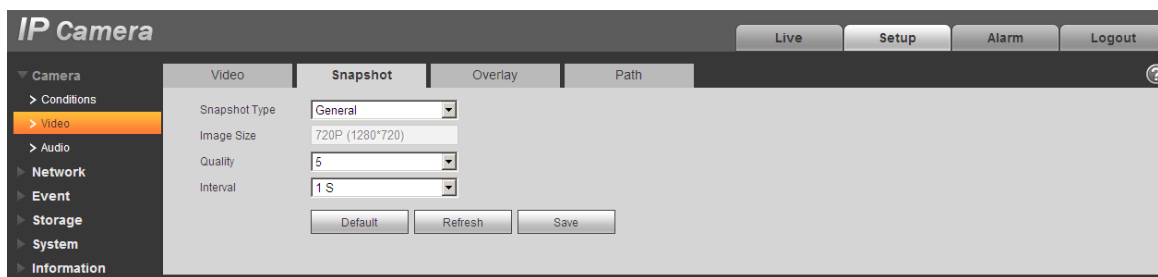 IP Camera
Live Setup Alarm Logout
Camera
> Conditions
> Video
> Audio
Network
Event
Storage
System
Information
Video Snapshot Overlay Path
?
Snapshot Type General
Image Size 720P (1280*720)
Quality 5
Interval 1 S
Default Refresh Save